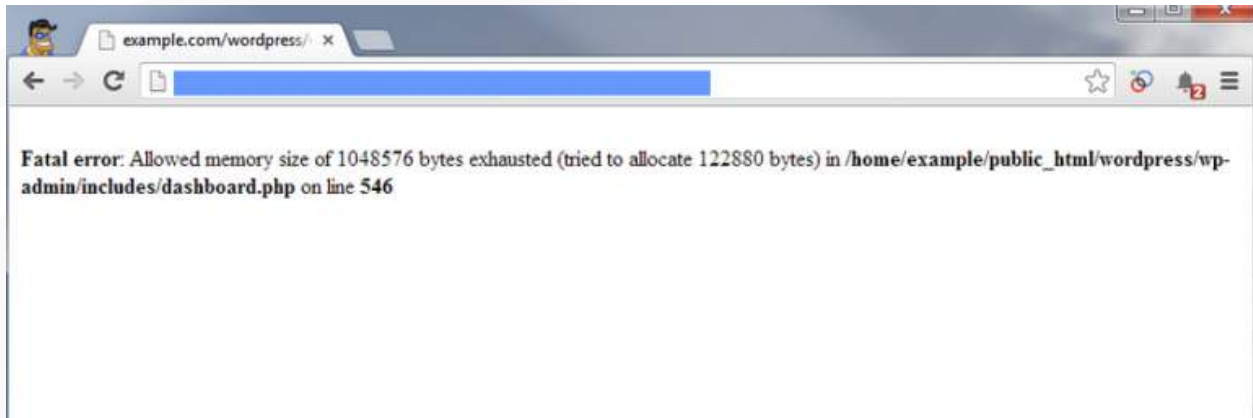 example.com/wordpress/
Fatal error: Allowed memory size of 1048576 bytes exhausted (tried to allocate 122880 bytes) in /home/example/public_html/wordpress/wp-
admin/includes/dashboard.php on line 546
2